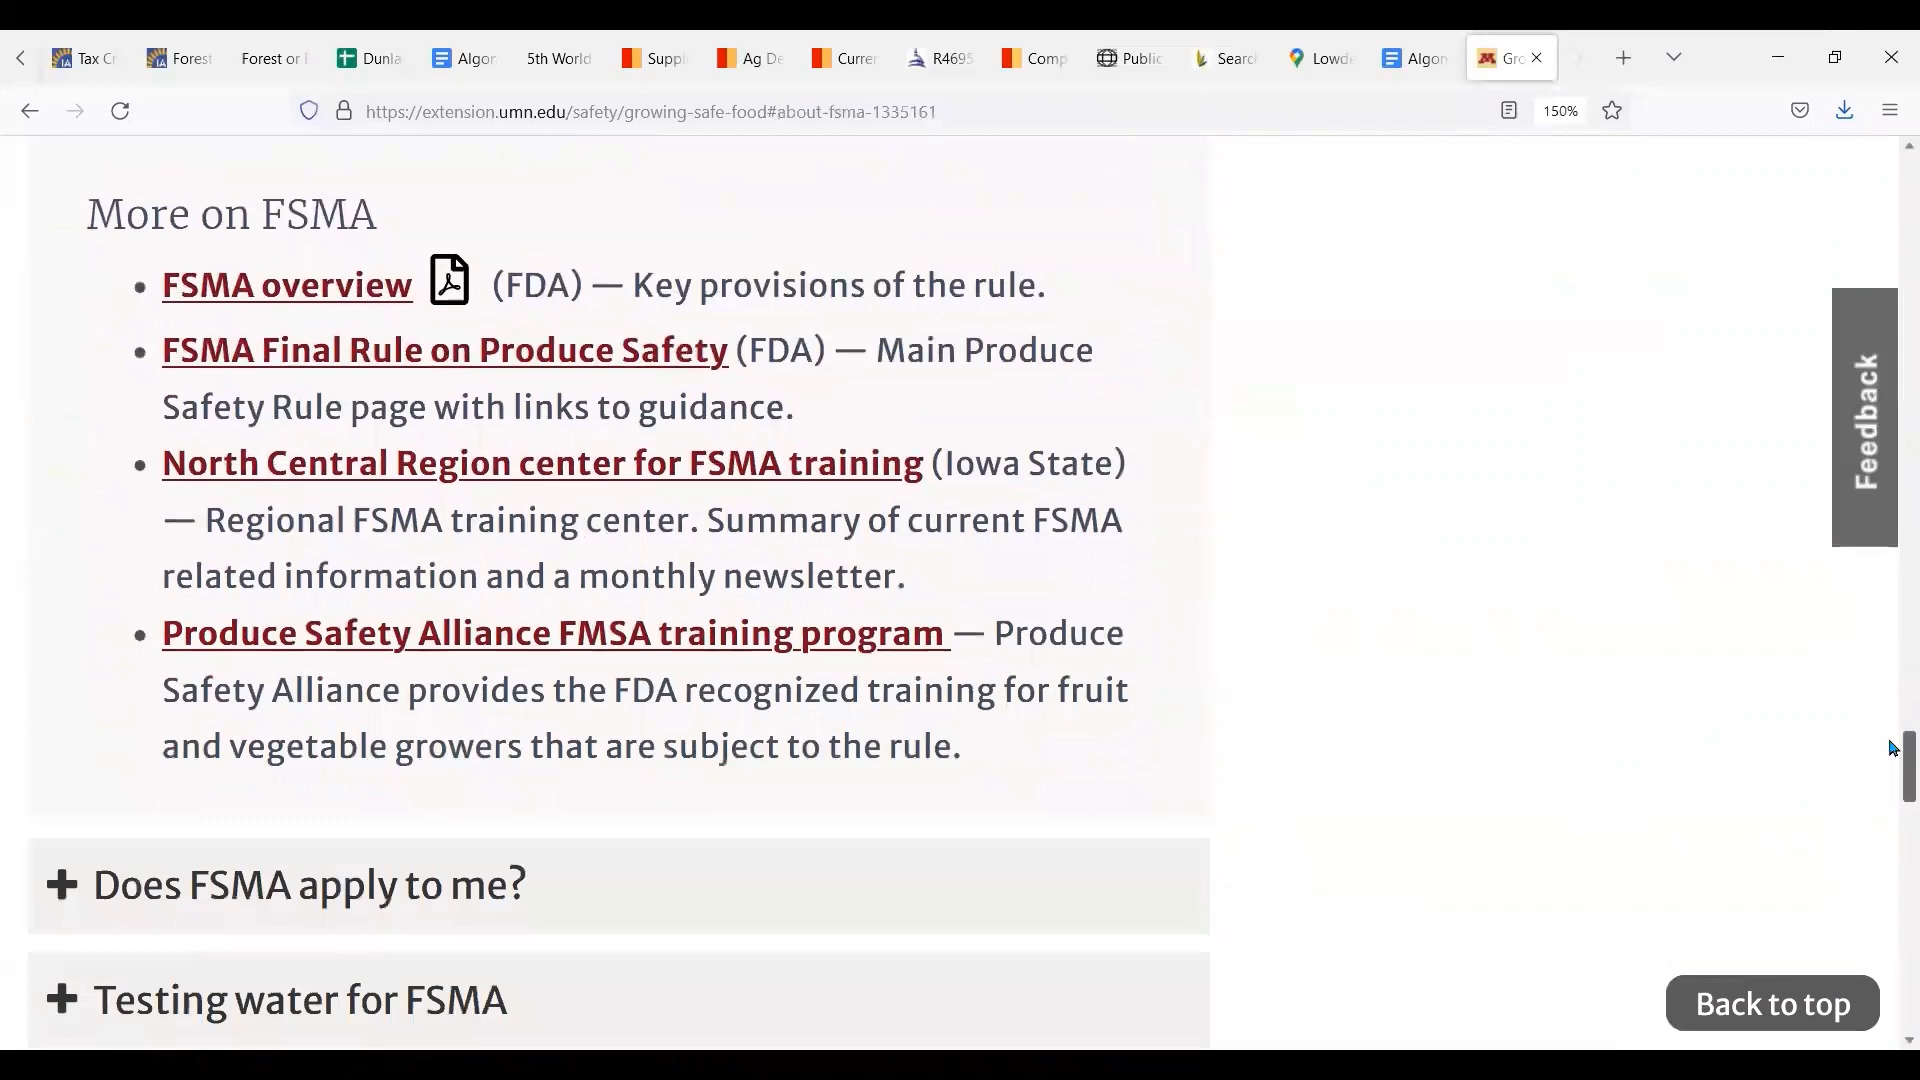 Tax Cr
Forest
Forest or F
Dunla
Algor
5th World
Suppl
Ag De
Currer
R4695
Comp
Public
Searc
Lowd
Algon
Gro
https://extension.umn.edu/safety/growing-safe-food#about-fsma-1335161
150%
More on FSMA
FSMA overview (FDA) — Key provisions of the rule.
FSMA Final Rule on Produce Safety (FDA) — Main Produce
Safety Rule page with links to guidance.
North Central Region center for FSMA training (Iowa State)
— Regional FSMA training center. Summary of current FSMA
related information and a monthly newsletter.
Produce Safety Alliance FMSA training program — Produce
Safety Alliance provides the FDA recognized training for fruit
and vegetable growers that are subject to the rule.
Feedback
Does FSMA apply to me?
Testing water for FSMA
Back to top